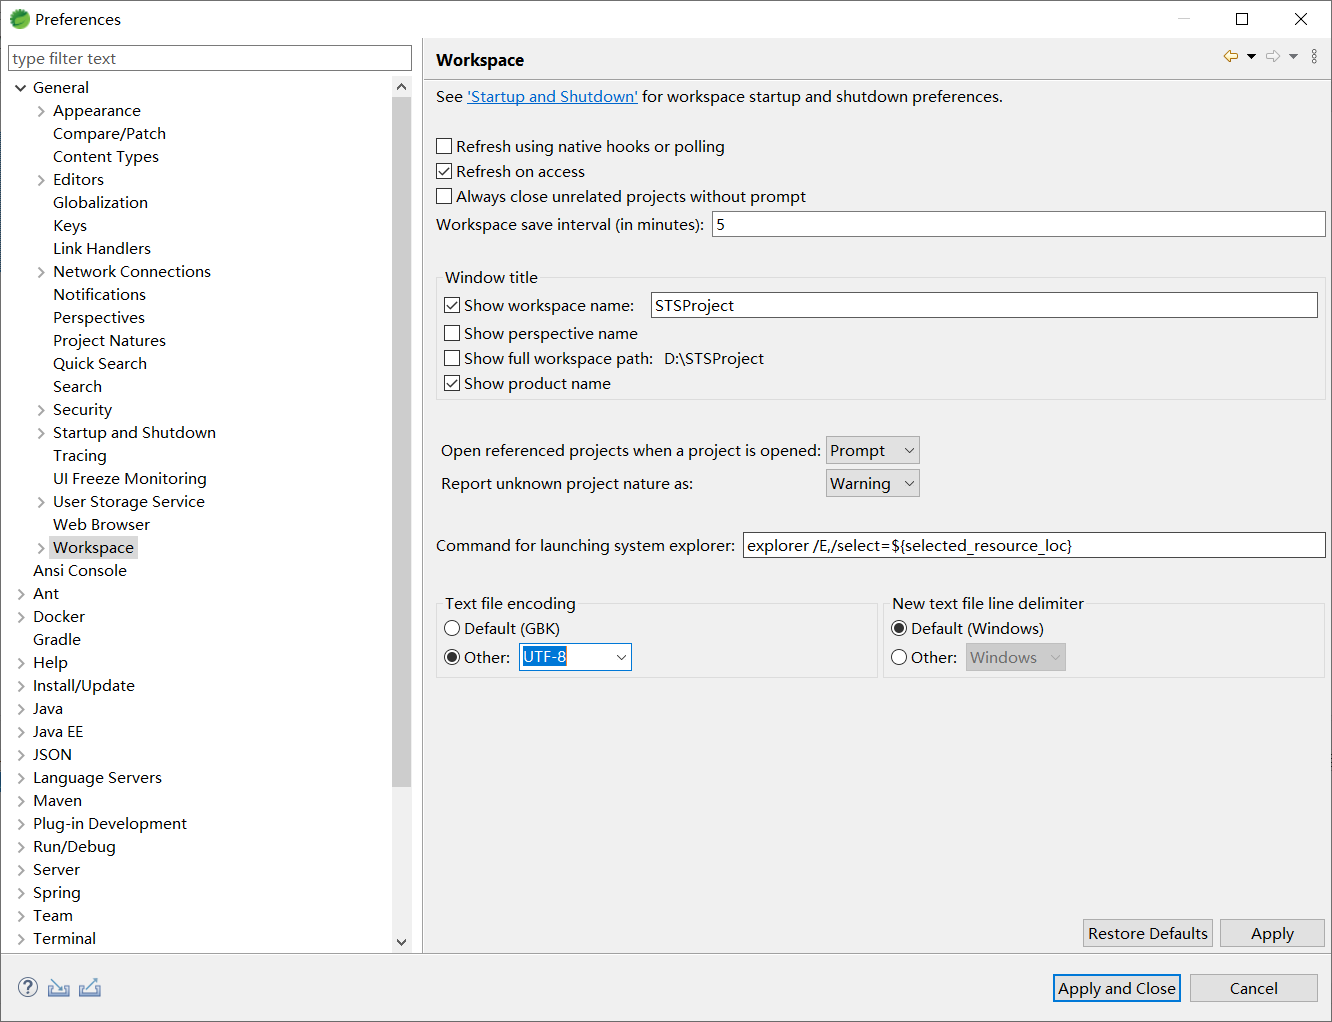 Preferences
type filter text
General
Appearance
Compare/Patch
Content Types
Editors
Globalization
Keys
Link Handlers
Network Connections
Notifications
Perspectives
Project Natures
Quick Search
Search
Security
Startup and Shutdown
Tracing
UI Freeze Monitoring
User Storage Service
Web Browser
Workspace
Ansi Console
Ant
Docker
Gradle
Help
Install/Update
Java
Java EE
JSON
Language Servers
Maven
Plug-in Development
Run/Debug
Server
Spring
Team
Terminal
Workspace
See 'Startup and Shutdown' for workspace startup and shutdown preferences.
Refresh using native hooks or polling
Refresh on access
Always close unrelated projects without prompt
Workspace save interval (in minutes): 5
Window title
Show workspace name: STSProject
Show perspective name
Show full workspace path: D:\STSProject
Show product name
Open referenced projects when a project is opened: Prompt
Report unknown project nature as: Warning
Command for launching system explorer: explorer /E,/select=${selected_resource_loc}
Text file encoding
Default (GBK)
Other: UTF-8
New text file line delimiter
Default (Windows)
Other: Windows
Restore Defaults
Apply
Apply and Close
Cancel